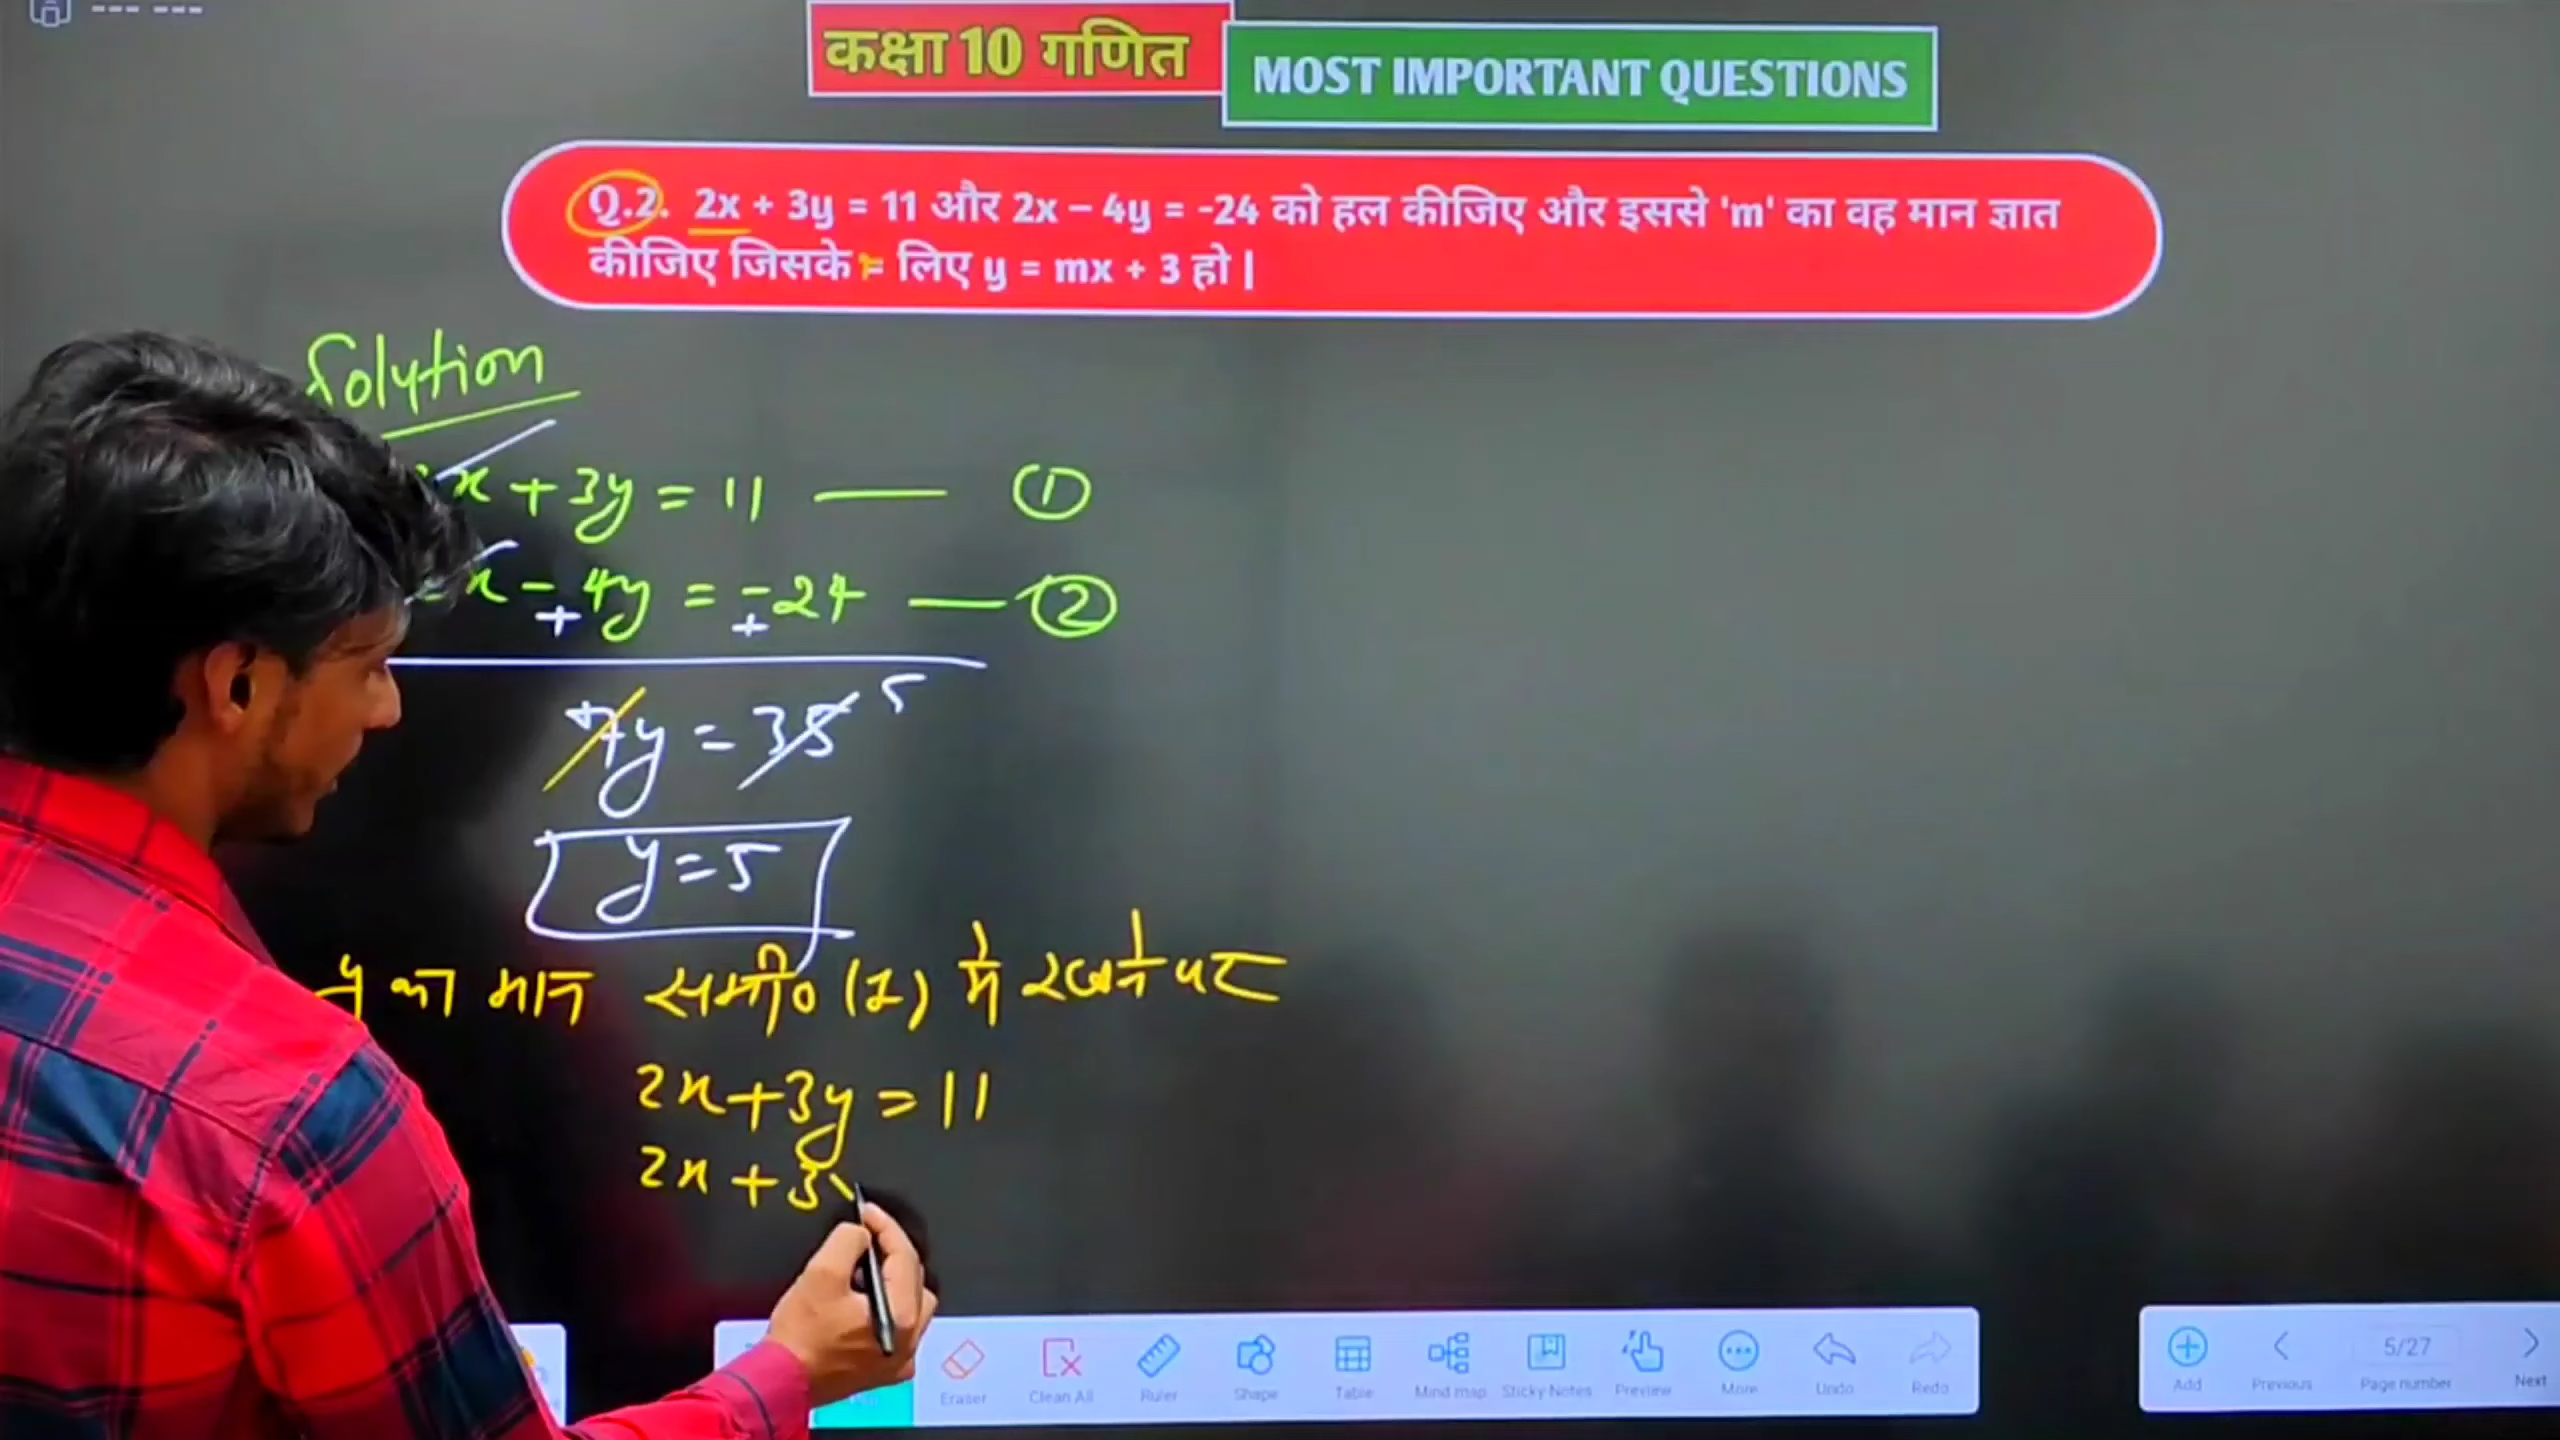 कक्षा 10 गणित
MOST IMPORTANT QUESTIONS
Q.2. 2x + 3y = 11 और 2x – 4y = -24 को हल कीजिए और इससे 'm' का वह मान ज्ञात
कीजिए जिसके = लिए y = mx + 3 हो |
Solution
x + 3y = 11 — 1
x - 4y = -24 — 2
+ +
7y = 35 5
y = 5
y का मान समी० (1) में रखने पर
2x + 3y = 11
2x + 3
Eraser
Clean All
Ruler
Shape
Table
Mind map
Sticky Notes
Preview
More
Undo
Redo
Add
Previous
5/27
Page number
Next